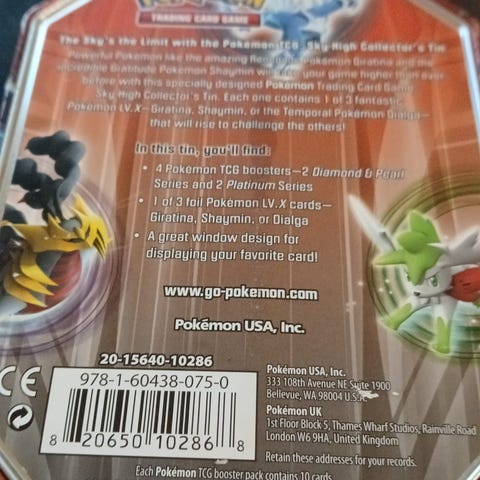 TRADING CARD GAME
The Sky's the Limit with the Pokémon TCG: Sky-High Collector's Tin
Powerful Pokémon like the amazing Renegade Pokémon Giratina and the
incredible Gratitude Pokémon Shaymin will take your game higher than ever
before with this specially designed Pokémon Trading Card Game
Sky-High Collector's Tin. Each one contains 1 of 3 fantastic
Pokémon LV.X—Giratina, Shaymin, or the Temporal Pokémon Dialga—
that will rise to challenge the others!
In this tin, you'll find:
• 4 Pokémon TCG boosters—2 Diamond & Pearl
Series and 2 Platinum Series
• 1 of 3 foil Pokémon LV.X cards—
Giratina, Shaymin, or Dialga
• A great window design for
displaying your favorite card!
www.go-pokemon.com
Pokémon USA, Inc.
20-15640-10286
CE
978-1-60438-075-0
8 20650 10286 8
Pokémon USA, Inc.
333 108th Avenue NE Suite 1900
Bellevue, WA 98004 U.S.A.
Pokémon UK
1st Floor Block 5, Thames Wharf Studios, Rainville Road
London W6 9HA, United Kingdom
Retain these addresses for your records.
Each Pokémon TCG booster pack contains 10 cards.